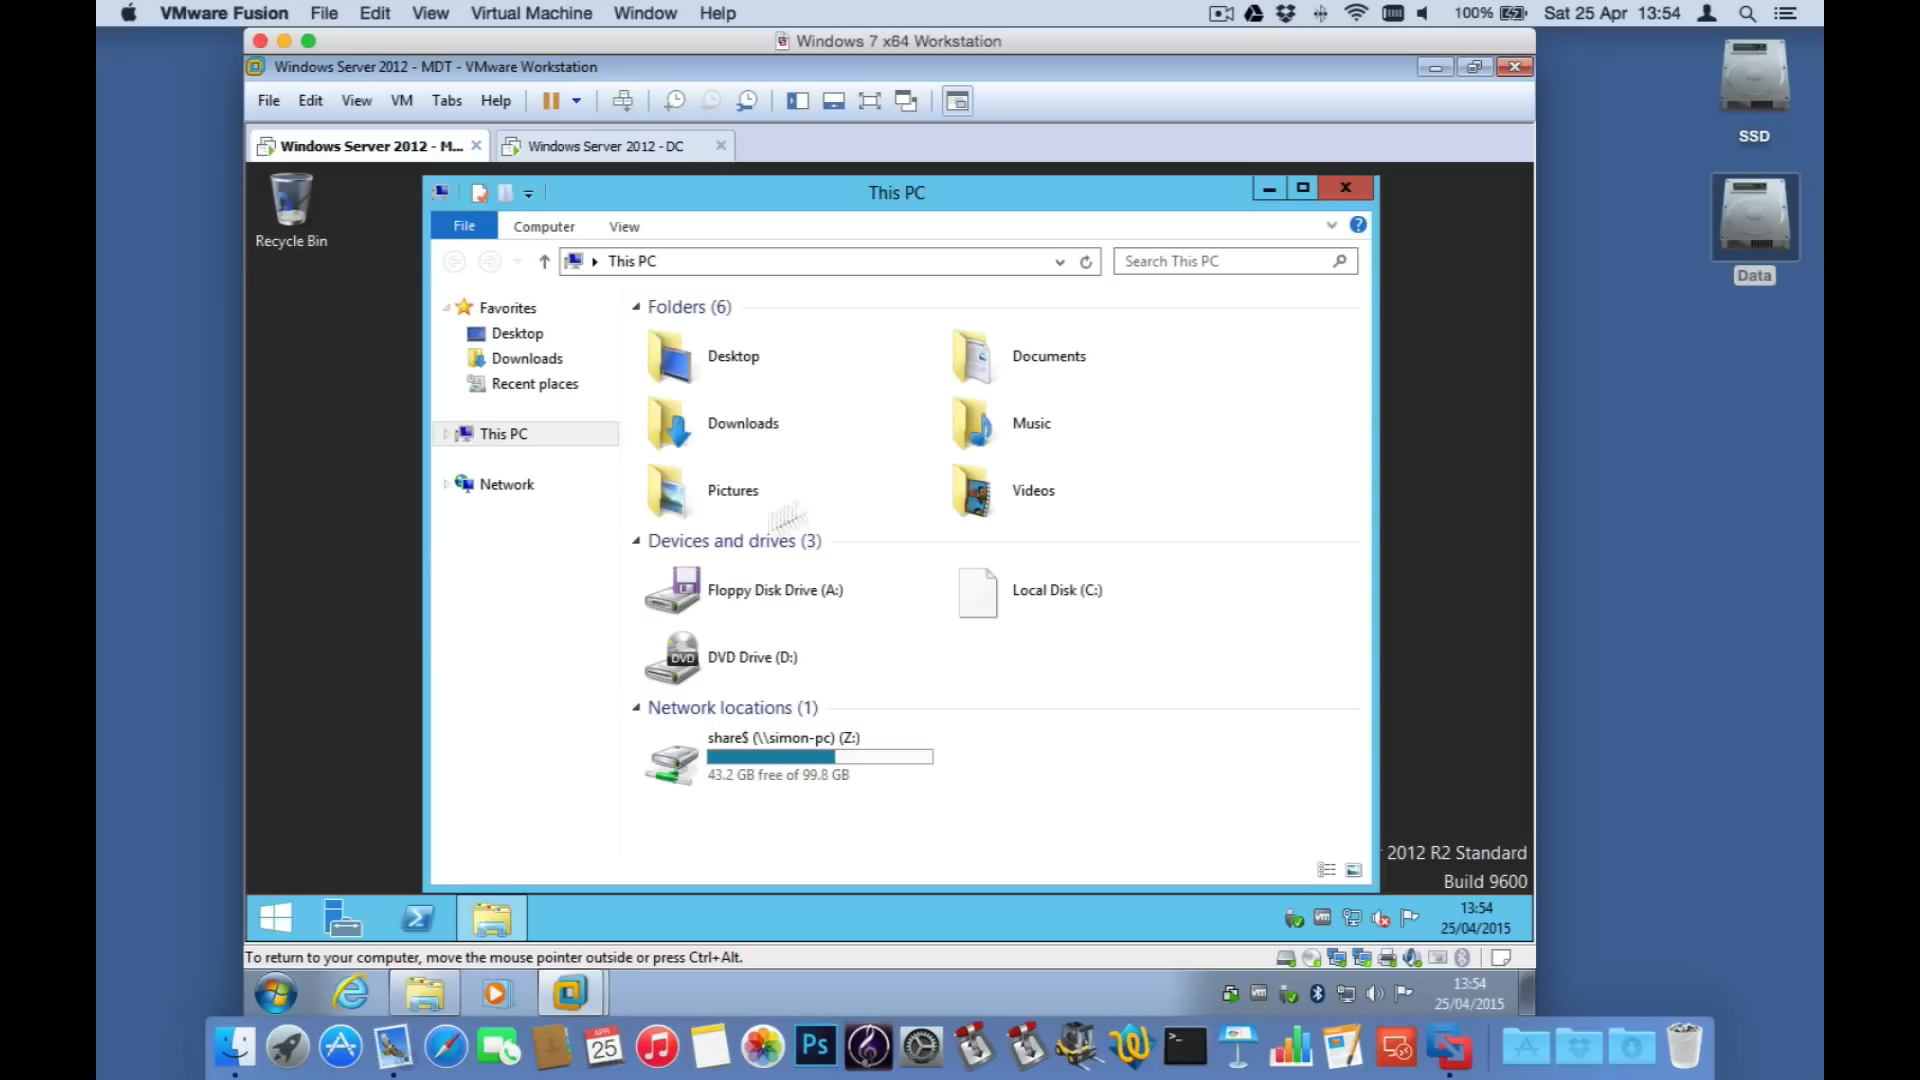 VMware Fusion File Edit View Virtual Machine Window Help 100% Sat 25 Apr 13:54
Windows 7 x64 Workstation
Windows Server 2012 - MDT - VMware Workstation
File Edit View VM Tabs Help
Windows Server 2012 - M... Windows Server 2012 - DC
Recycle Bin
This PC
File Computer View
This PC
Search This PC
Favorites
Desktop
Downloads
Recent places
This PC
Network
Folders (6)
Desktop
Documents
Downloads
Music
Pictures
Videos
Devices and drives (3)
Floppy Disk Drive (A:)
Local Disk (C:)
DVD
DVD Drive (D:)
Network locations (1)
share$ (\\simon-pc) (Z:)
43.2 GB free of 99.8 GB
2012 R2 Standard
Build 9600
13:54
25/04/2015
To return to your computer, move the mouse pointer outside or press Ctrl+Alt.
13:54
25/04/2015
SSD
Data
APR
25
Ps